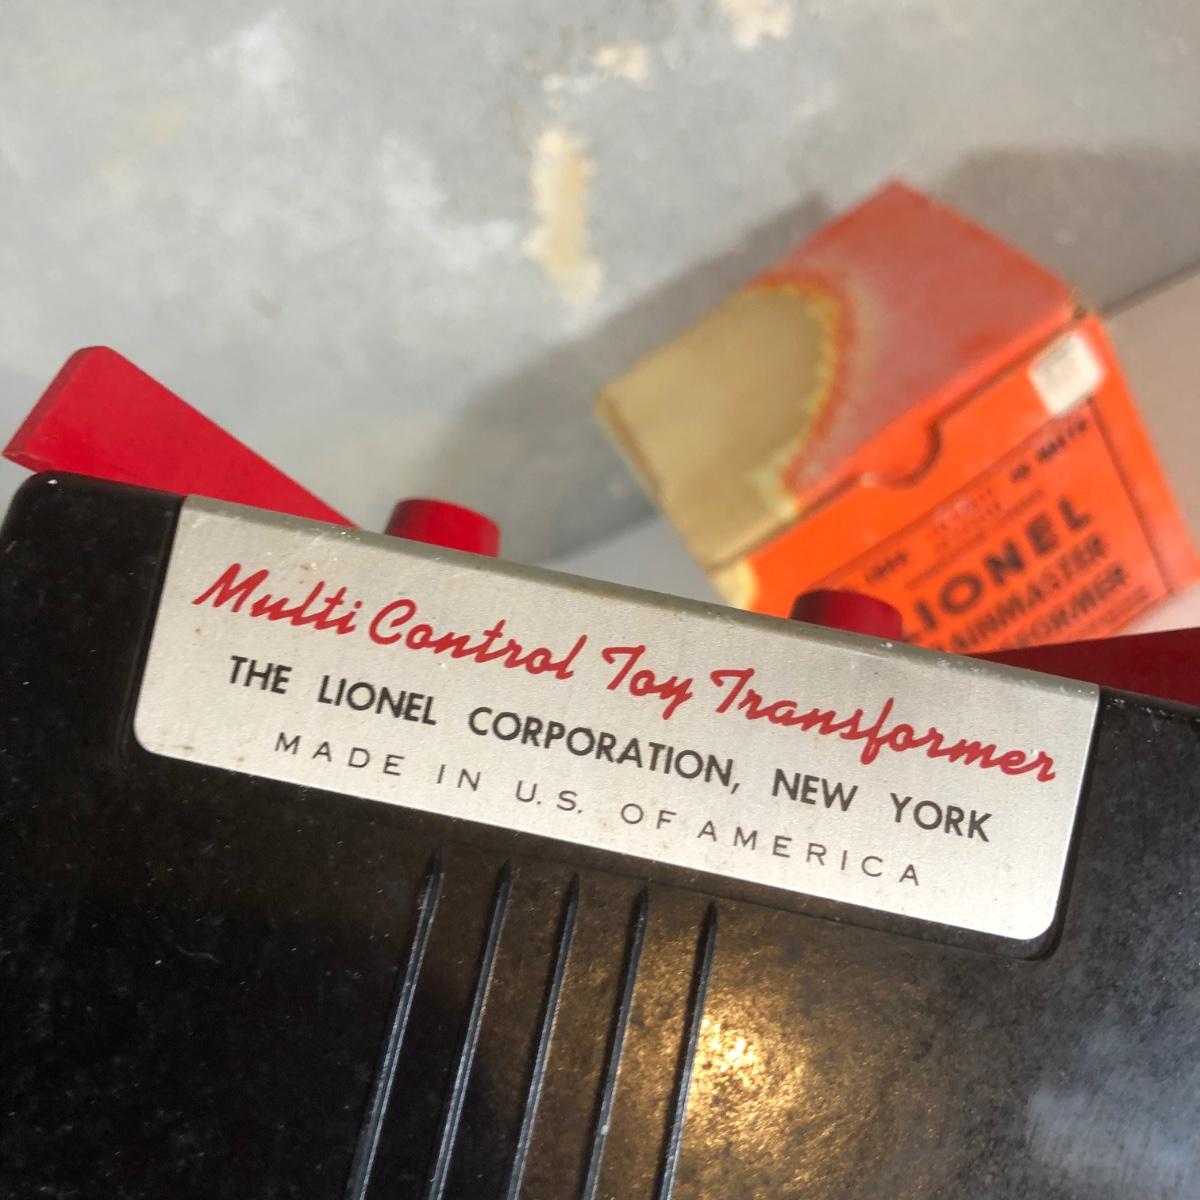 Multi Control Toy Transformer
THE LIONEL CORPORATION, NEW YORK
MADE IN U.S. OF AMERICA
LIONEL